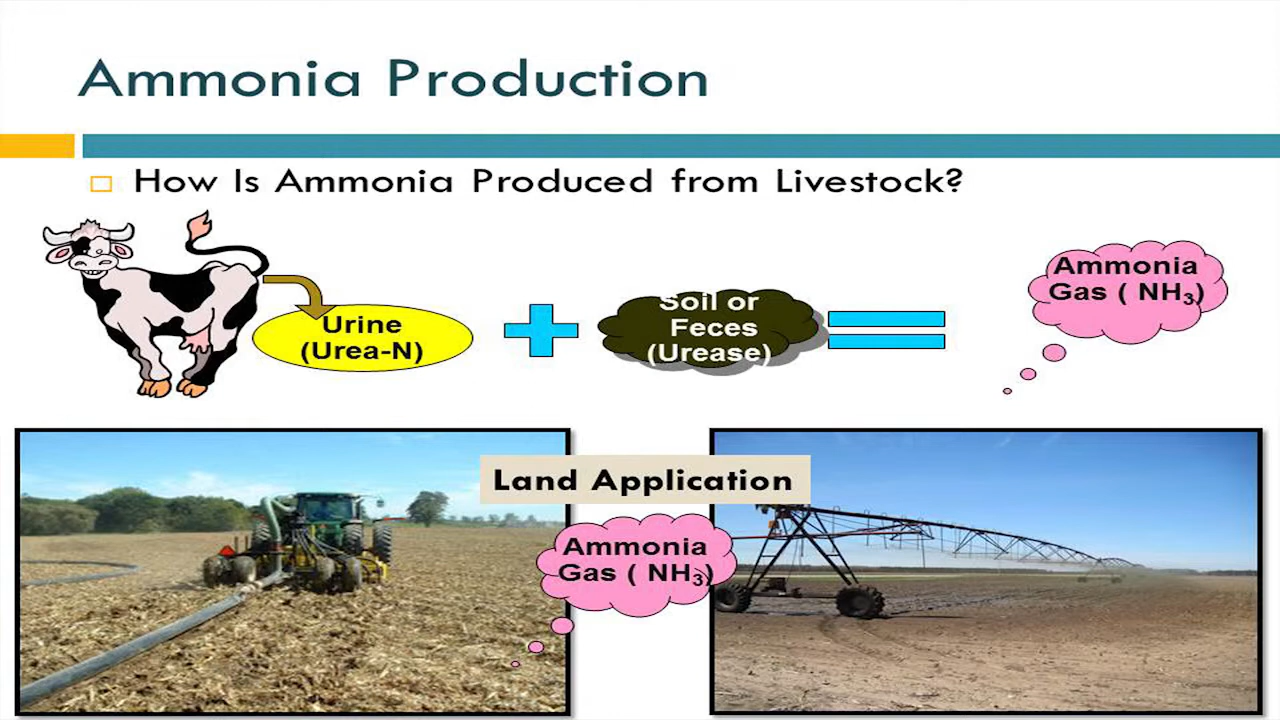 Ammonia Production
How Is Ammonia Produced from Livestock?
Urine
(Urea-N)
Soil or
Feces
(Urease)
Ammonia
Gas ( NH₃)
Land Application
Ammonia
Gas ( NH₃)